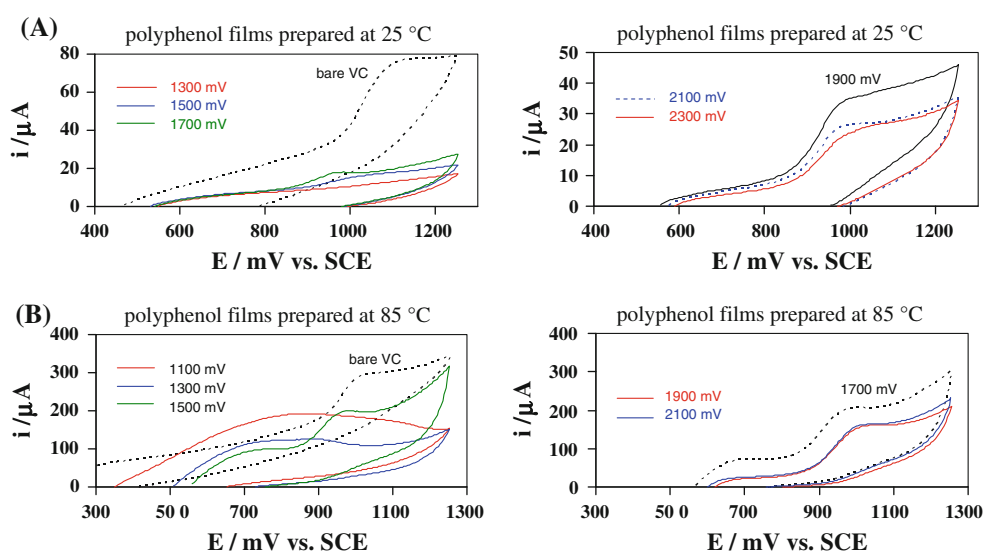 (A)
polyphenol films prepared at 25 °C
80
60
40
20
0
i /µA
1300 mV
1500 mV
1700 mV
bare VC
400 600 800 1000 1200
E / mV vs. SCE
polyphenol films prepared at 25 °C
50
40
30
20
10
0
i /µA
1900 mV
2100 mV
2300 mV
400 600 800 1000 1200
E / mV vs. SCE
(B)
polyphenol films prepared at 85 °C
400
300
200
100
0
i /µA
1100 mV
1300 mV
1500 mV
bare VC
300 50 0 700 900 1100 1300
E / mV vs. SCE
polyphenol films prepared at 85 °C
400
300
200
100
0
i /µA
1700 mV
1900 mV
2100 mV
300 50 0 700 900 1100 1300
E / mV vs. SCE